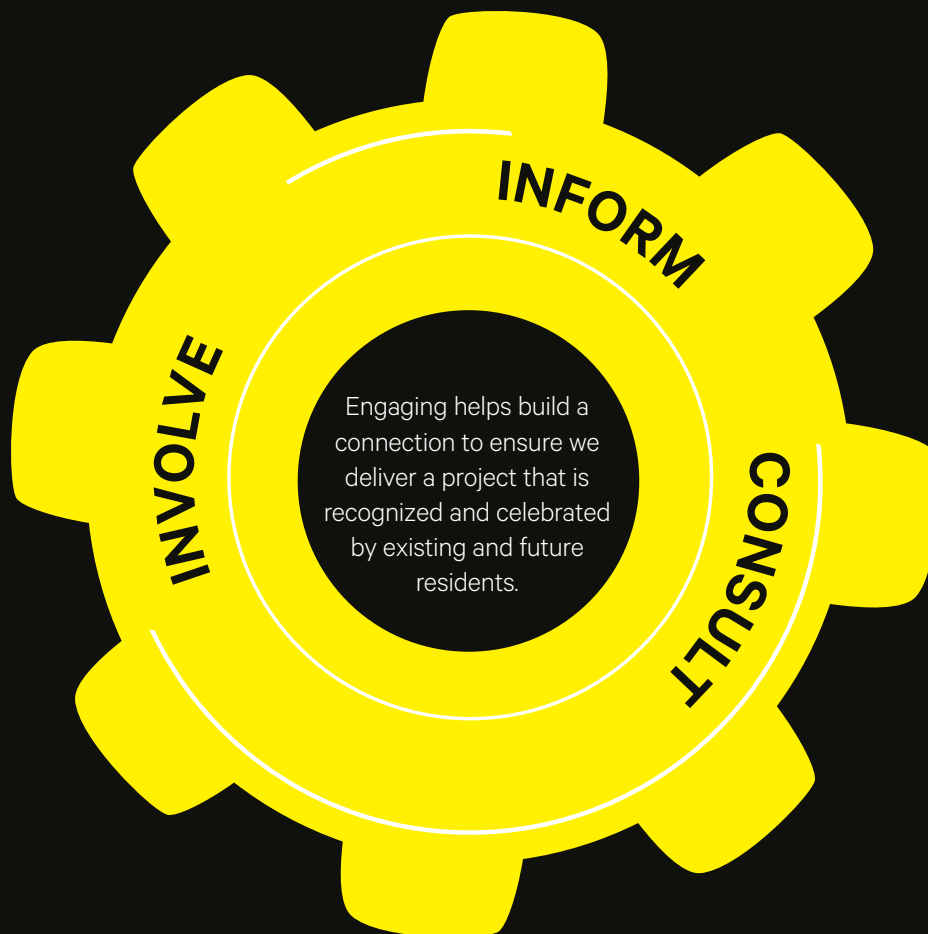 INFORM
CONSULT
INVOLVE
Engaging helps build a
connection to ensure we
deliver a project that is
recognized and celebrated
by existing and future
residents.